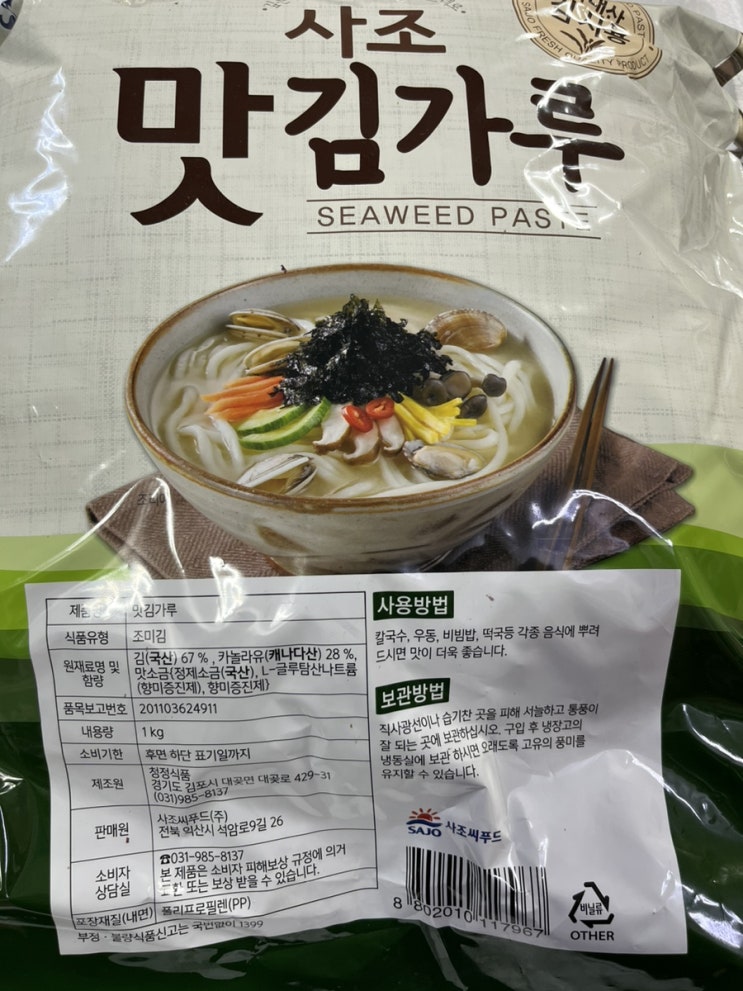 사조
맛김가루
SEAWEED PASTE
제품명 맛김가루
식품유형 조미김
원재료명 및 함량 김(국산) 67 %, 카놀라유(캐나다산) 28 %,
맛소금{정제소금(국산), L-글루탐산나트륨
(향미증진제), 향미증진제}
품목보고번호 201103624911
내용량 1 kg
소비기한 후면 하단 표기일까지
제조원 청정식품
경기도 김포시 대곶면 대곶로 429-31
(031)985-8137
판매원 사조씨푸드(주)
전북 익산시 석암로9길 26
소비자 상담실 ☎031-985-8137
본 제품은 소비자 피해보상 규정에 의거
교환 또는 보상 받을 수 있습니다.
포장재질(내면) 폴리프로필렌(PP)
부정·불량식품신고는 국번없이 1399
사용방법
칼국수, 우동, 비빔밥, 떡국등 각종 음식에 뿌려
드시면 맛이 더욱 좋습니다.
보관방법
직사광선이나 습기찬 곳을 피해 서늘하고 통풍이
잘 되는 곳에 보관하십시오. 구입 후 냉장고의
냉동실에 보관 하시면 오래도록 고유의 풍미를
유지할 수 있습니다.
SAJO 사조씨푸드
8 802010 117967
비닐류
OTHER